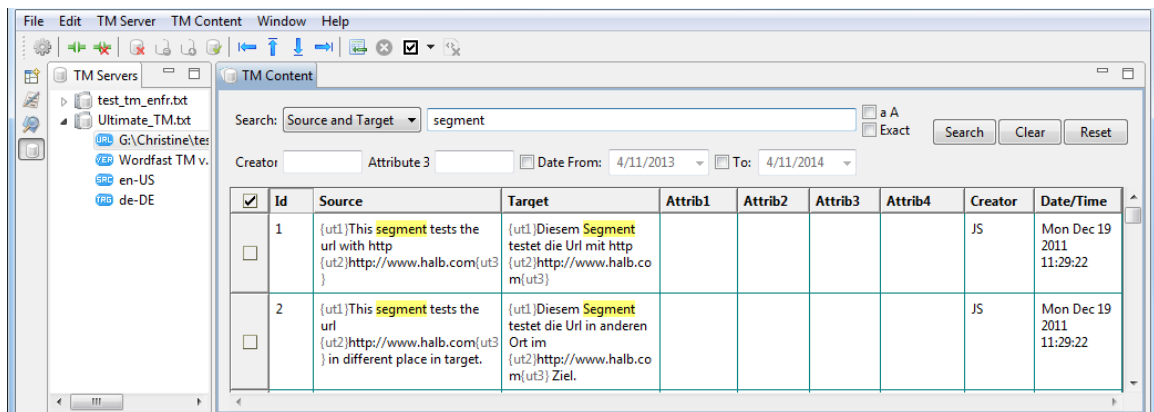 File Edit TM Server TM Content Window Help
TM Servers
test_tm_enfr.txt
Ultimate_TM.txt
URL G:\Christine\tes
VER Wordfast TM v.
SRC en-US
TRG de-DE
TM Content
Search: Source and Target segment a A
Exact Search Clear Reset
Creator Attribute 3 Date From: 4/11/2013 To: 4/11/2014
Id Source Target Attrib1 Attrib2 Attrib3 Attrib4 Creator Date/Time
1
{ut1}This segment tests the
url with http
{ut2}http://www.halb.com{ut3
}
{ut1}Diesem Segment
testet die Url mit http
{ut2}http://www.halb.co
m{ut3}
JS
Mon Dec 19
2011
11:29:22
2
{ut1}This segment tests the
url
{ut2}http://www.halb.com{ut3
} in different place in target.
{ut1}Diesem Segment
testet die Url in anderen
Ort im
{ut2}http://www.halb.co
m{ut3} Ziel.
JS
Mon Dec 19
2011
11:29:22